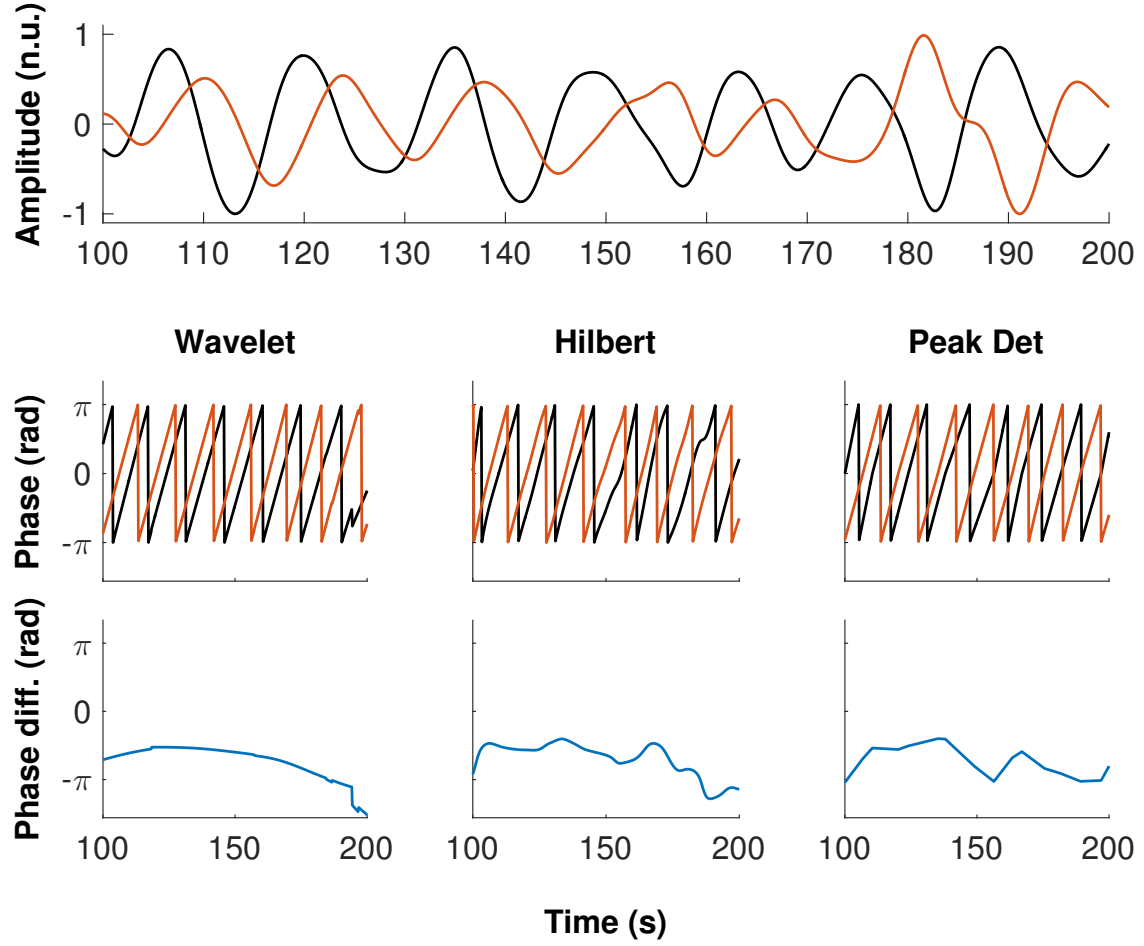 Amplitude (n.u.)
1
0
-1
100 110 120 130 140 150 160 170 180 190 200
Wavelet Hilbert Peak Det
Phase (rad)
π
0
-π
Phase diff. (rad)
π
0
-π
100 150 200 100 150 200 100 150 200
Time (s)